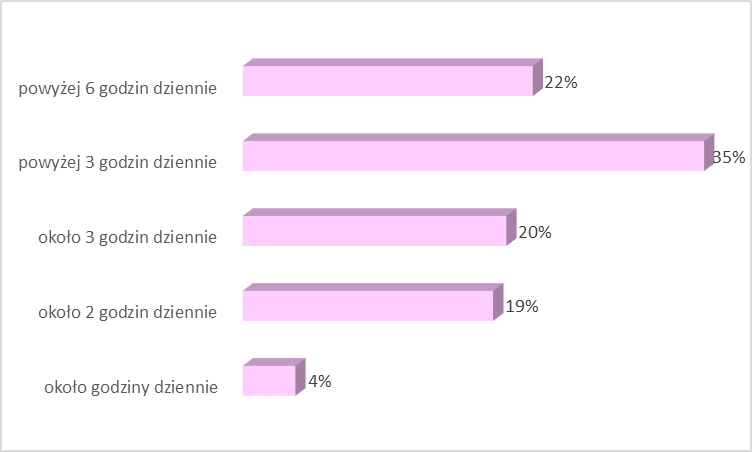 powyżej 6 godzin dziennie 22%
powyżej 3 godzin dziennie 35%
około 3 godzin dziennie 20%
około 2 godzin dziennie 19%
około godziny dziennie 4%